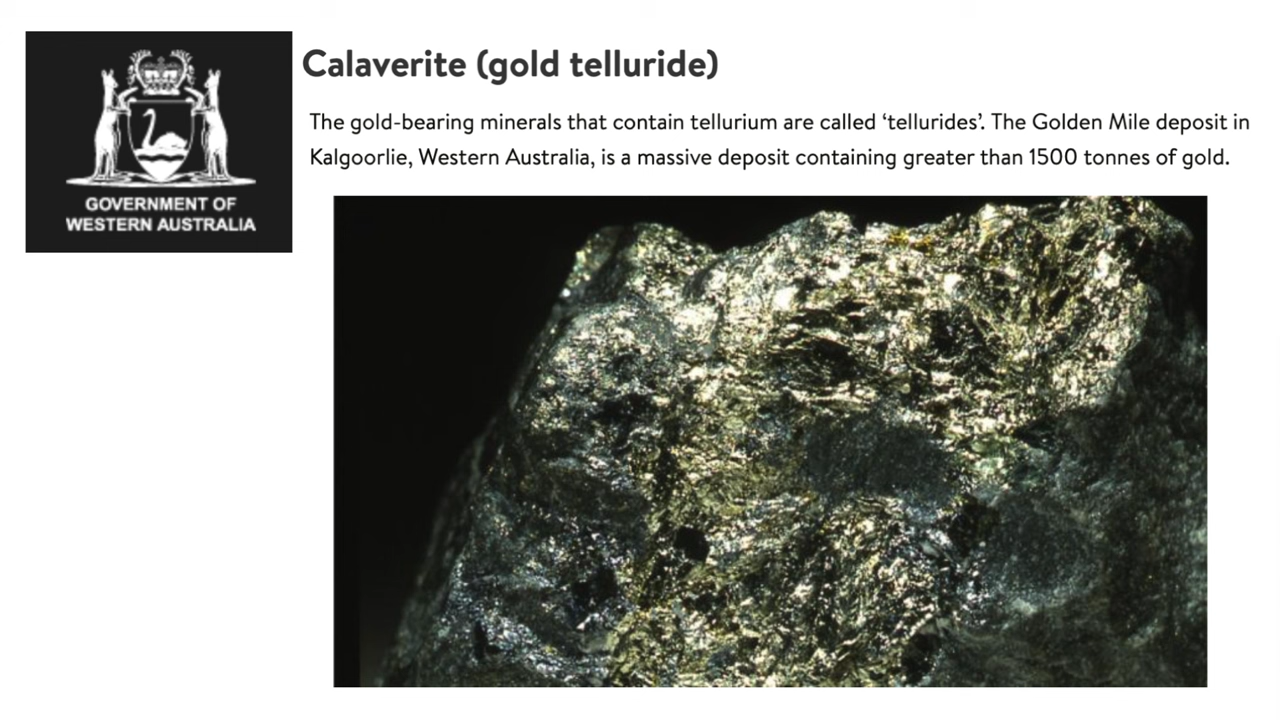 Calaverite (gold telluride)
The gold-bearing minerals that contain tellurium are called ‘tellurides’. The Golden Mile deposit in
Kalgoorlie, Western Australia, is a massive deposit containing greater than 1500 tonnes of gold.
GOVERNMENT OF
WESTERN AUSTRALIA